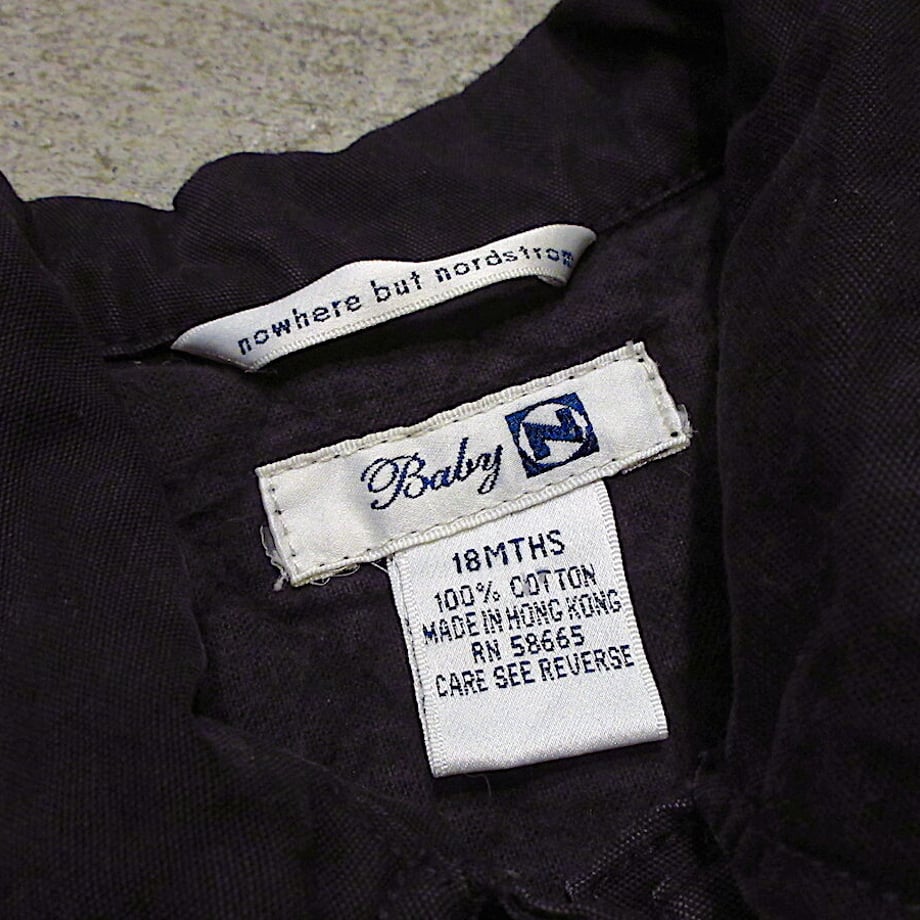 nowhere but nordstrom
Baby N
18MTHS
100% COTTON
MADE IN HONG KONG
RN 58665
CARE SEE REVERSE